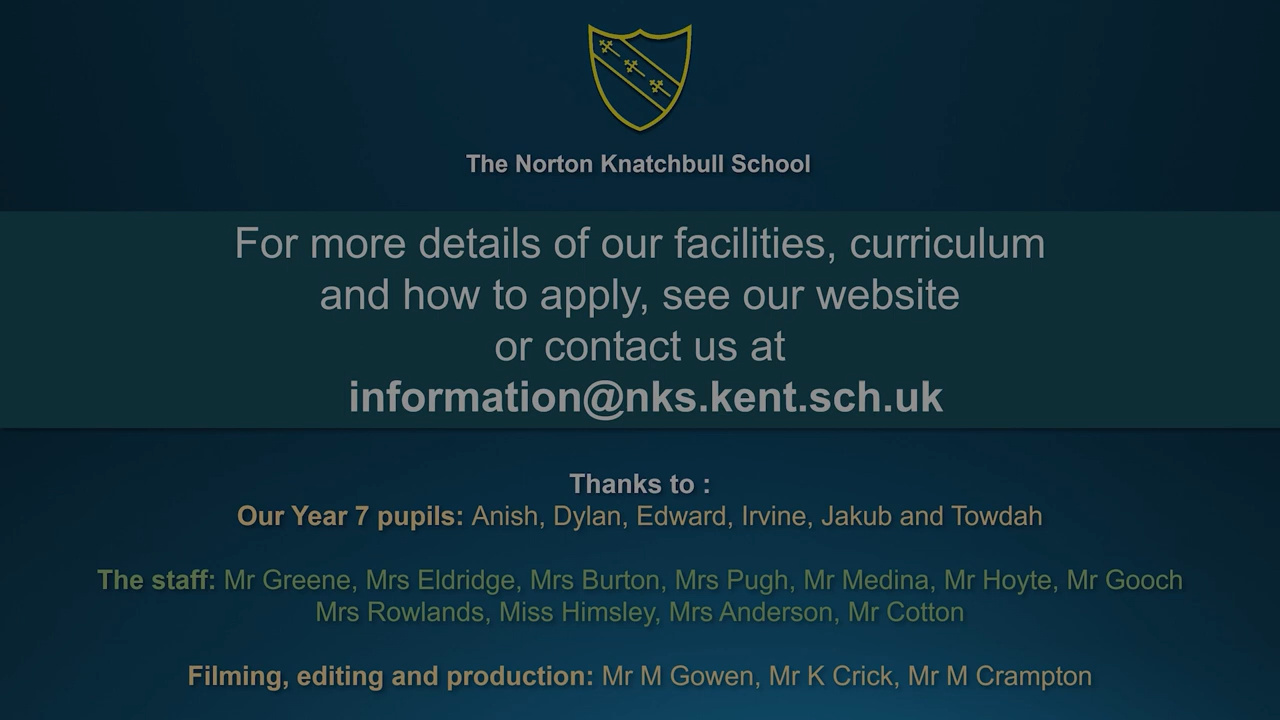 The Norton Knatchbull School
For more details of our facilities, curriculum
and how to apply, see our website
or contact us at
information@nks.kent.sch.uk
Thanks to :
Our Year 7 pupils: Anish, Dylan, Edward, Irvine, Jakub and Towdah
The staff: Mr Greene, Mrs Eldridge, Mrs Burton, Mrs Pugh, Mr Medina, Mr Hoyte, Mr Gooch
Mrs Rowlands, Miss Himsley, Mrs Anderson, Mr Cotton
Filming, editing and production: Mr M Gowen, Mr K Crick, Mr M Crampton